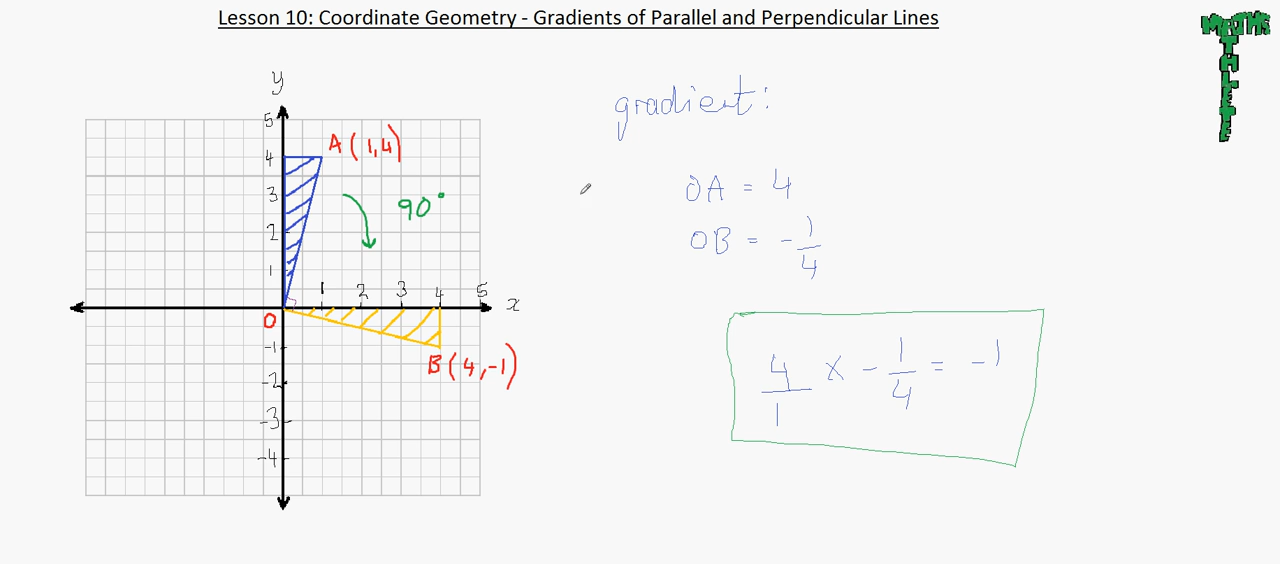 Lesson 10: Coordinate Geometry - Gradients of Parallel and Perpendicular Lines
MATHS
ATHLETE
y
5
4
3
2
1
A (1,4)
90°
1 2 3 4 5 x
O
-1
-2
-3
-4
B (4,-1)
gradient:
OA = 4
OB = -1/4
4/1 x -1/4 = -1